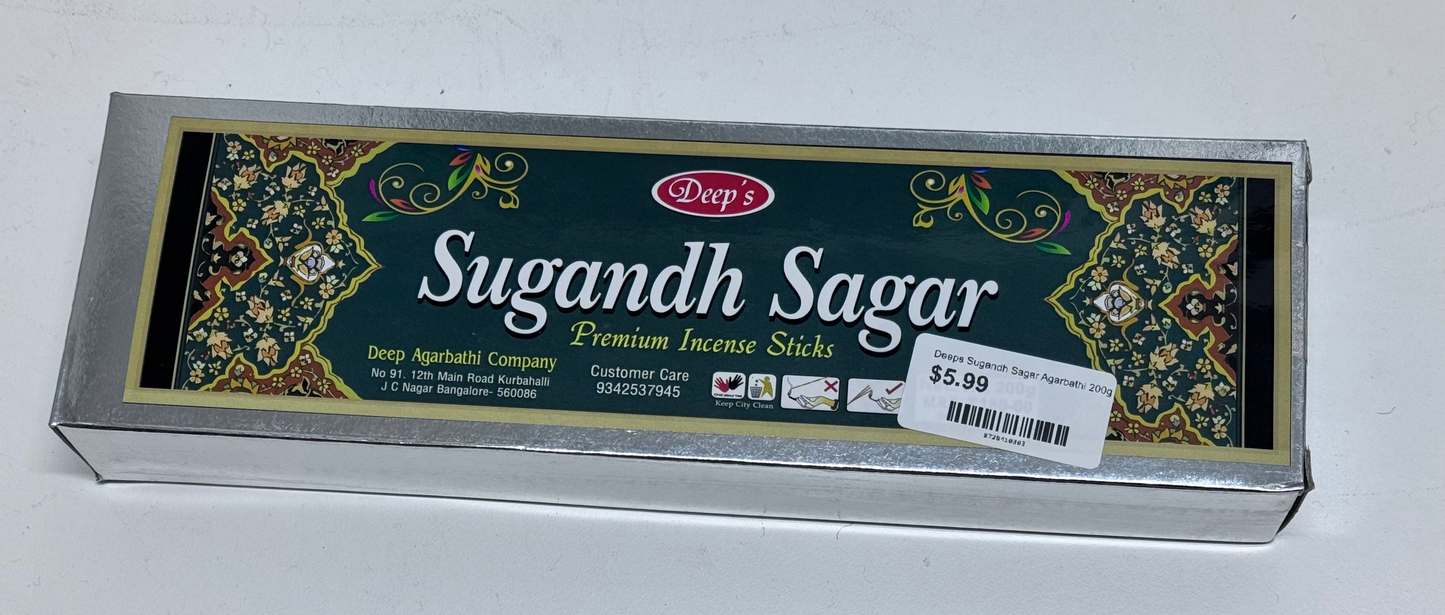 Deep's
Sugandh Sagar
Premium Incense Sticks
Deep Agarbathi Company
No 91. 12th Main Road Kurbahalli
J C Nagar Bangalore- 560086
Customer Care
9342537945
Keep City Clean
Deeps Sugandh Sagar Agarbathi 200g
$5.99
200g